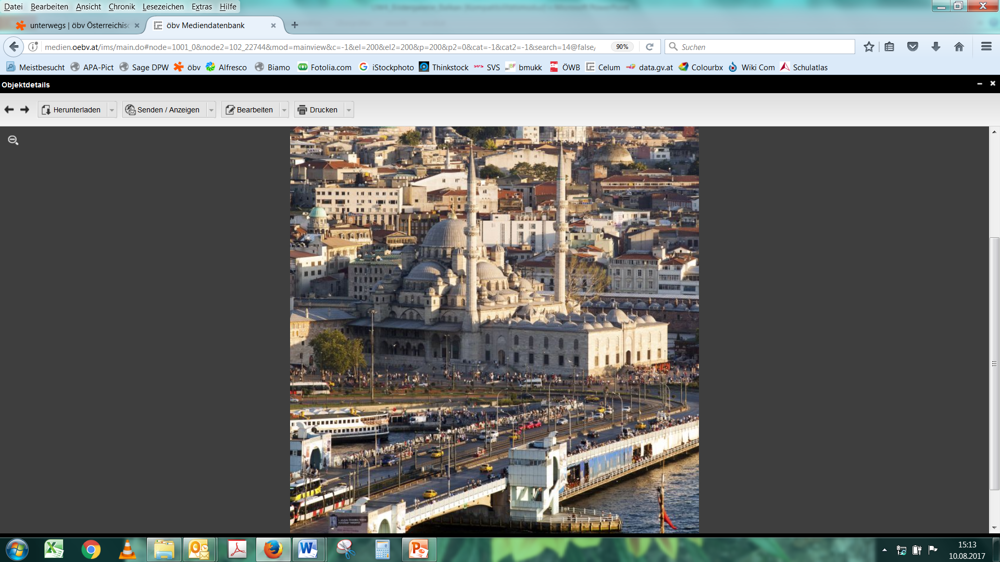 Datei Bearbeiten Ansicht Chronik Lesezeichen Extras Hilfe
unterwegs | öbv Österreichis öbv Mediendatenbank
medien.oebv.at/ims/main.do#node=1001_0&node2=102_22744&mod=mainview&c=-1&el=200&el2=200&p=200&p2=0&cat=-1&cat2=-1&search=14@false/ 90% Suchen
Meistbesucht APA-Pict Sage DPW öbv Alfresco Biamo Fotolia.com iStockphoto Thinkstock SVS bmukk ÖWB Celum data.gv.at Colourbx Wiki Com Schulatlas
Objektdetails
Herunterladen Senden / Anzeigen Bearbeiten Drucken
15:13
10.08.2017